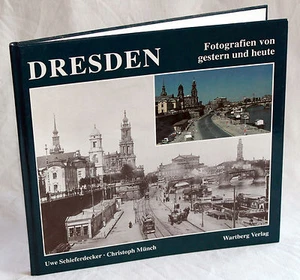 DRESDEN
Fotografien von
gestern und heute
Uwe Schieferdecker · Christoph Münch
Wartberg Verlag